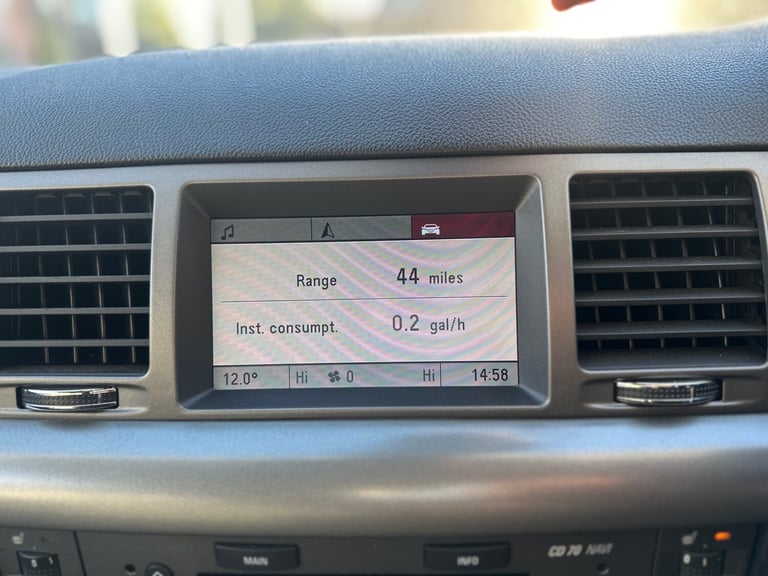 Range 44 miles
Inst. consumpt. 0.2 gal/h
12.0° Hi 0 Hi 14:58
MAIN INFO CD 70 NAVI